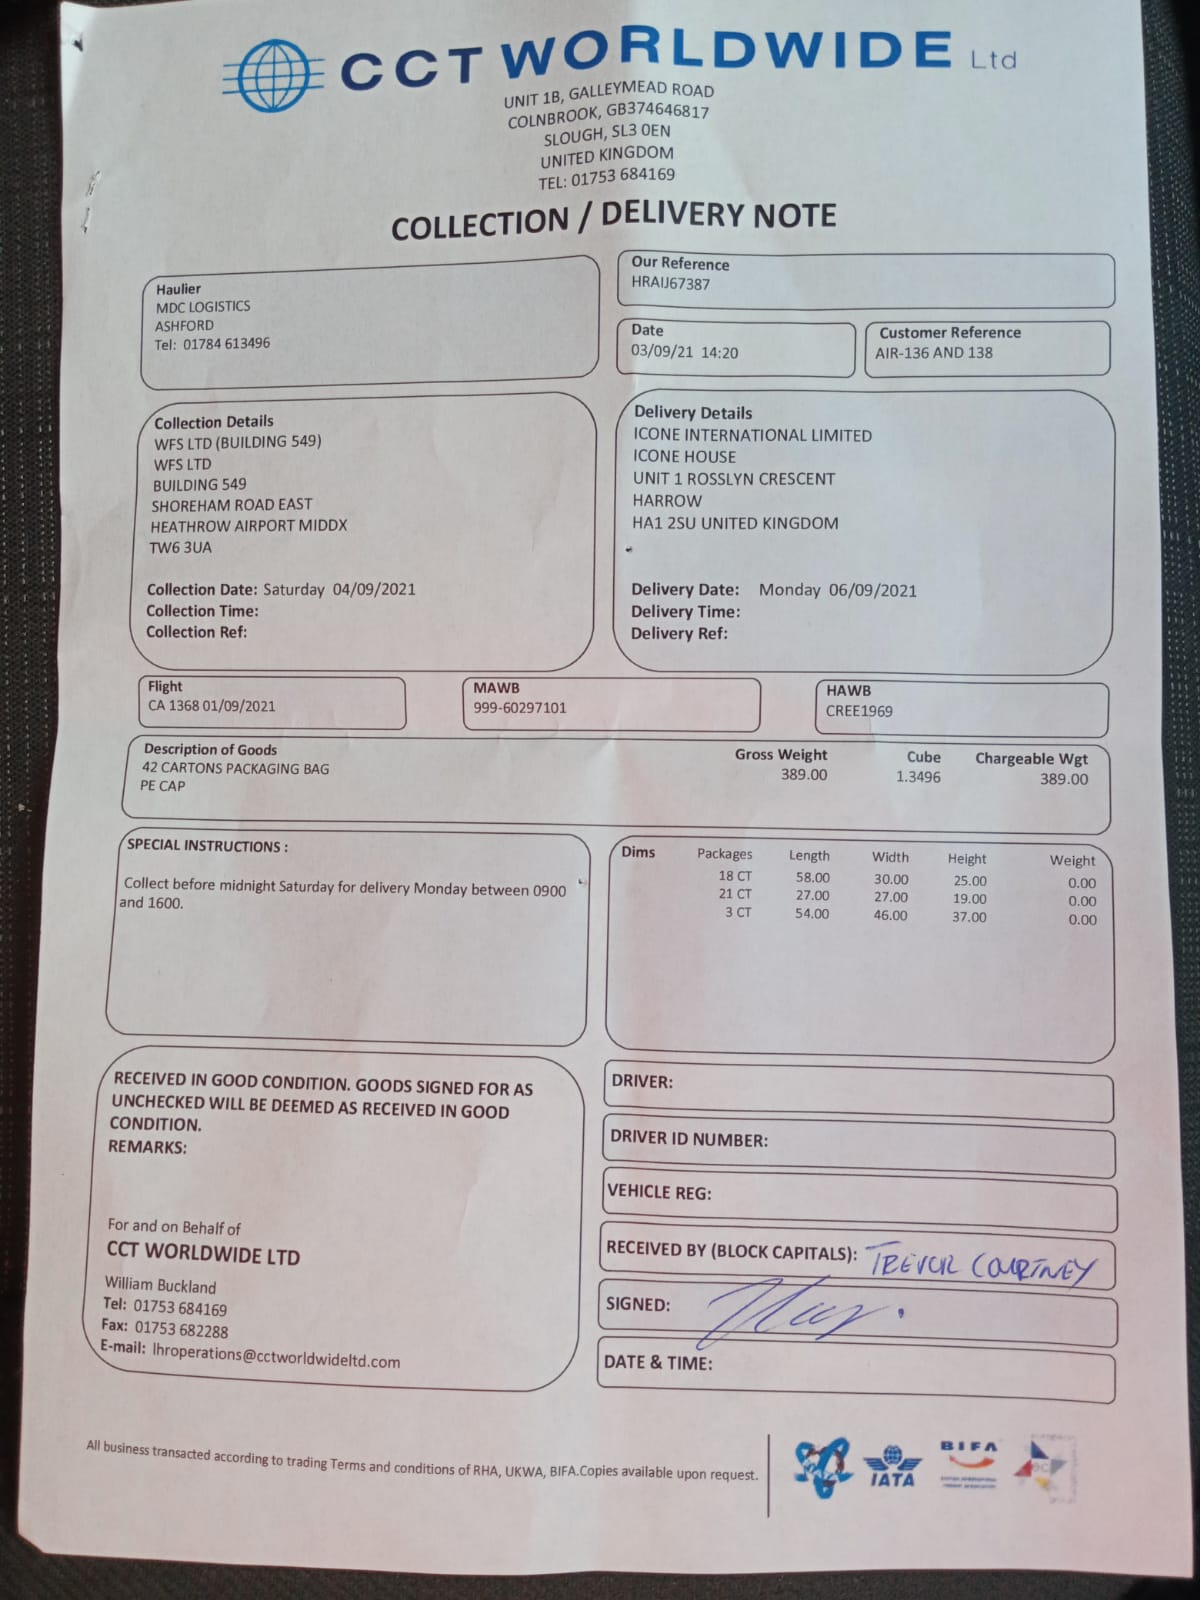 CCT WORLDWIDE Ltd
UNIT 1B, GALLEYMEAD ROAD
COLNBROOK, GB374646817
SLOUGH, SL3 0EN
UNITED KINGDOM
TEL: 01753 684169
COLLECTION / DELIVERY NOTE
Haulier
MDC LOGISTICS
ASHFORD
Tel: 01784 613496
Our Reference
HRAIJ67387
Date
03/09/21 14:20
Customer Reference
AIR-136 AND 138
Collection Details
WFS LTD (BUILDING 549)
WFS LTD
BUILDING 549
SHOREHAM ROAD EAST
HEATHROW AIRPORT MIDDX
TW6 3UA
Collection Date: Saturday 04/09/2021
Collection Time:
Collection Ref:
Delivery Details
ICONE INTERNATIONAL LIMITED
ICONE HOUSE
UNIT 1 ROSSLYN CRESCENT
HARROW
HA1 2SU UNITED KINGDOM
Delivery Date: Monday 06/09/2021
Delivery Time:
Delivery Ref:
Flight
CA 1368 01/09/2021
MAWB
999-60297101
HAWB
CREE1969
Description of Goods Gross Weight Cube Chargeable Wgt
42 CARTONS PACKAGING BAG 389.00 1.3496 389.00
PE CAP
SPECIAL INSTRUCTIONS :
Collect before midnight Saturday for delivery Monday between 0900
and 1600.
Dims Packages Length Width Height Weight
18 CT 58.00 30.00 25.00 0.00
21 CT 27.00 27.00 19.00 0.00
3 CT 54.00 46.00 37.00 0.00
RECEIVED IN GOOD CONDITION. GOODS SIGNED FOR AS
UNCHECKED WILL BE DEEMED AS RECEIVED IN GOOD
CONDITION.
REMARKS:
For and on Behalf of
CCT WORLDWIDE LTD
William Buckland
Tel: 01753 684169
Fax: 01753 682288
E-mail: lhroperations@cctworldwideltd.com
DRIVER:
DRIVER ID NUMBER:
VEHICLE REG:
RECEIVED BY (BLOCK CAPITALS): TREVOR COURTNEY
SIGNED:
DATE & TIME:
All business transacted according to trading Terms and conditions of RHA, UKWA, BIFA.Copies available upon request.
IATA
BIFA